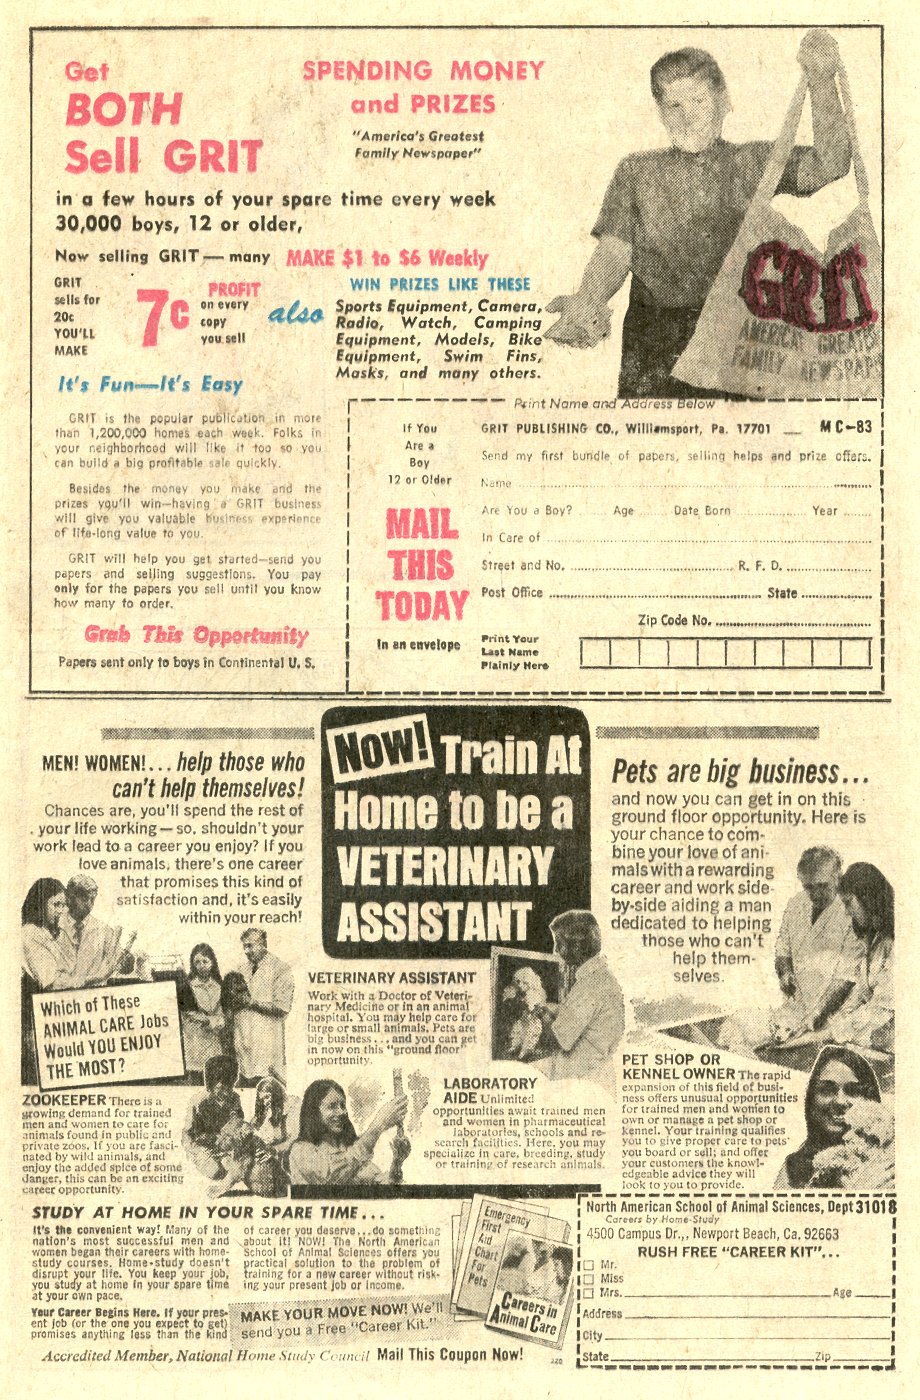 Get
BOTH
Sell GRIT
SPENDING MONEY
and PRIZES
"America's Greatest
Family Newspaper"
in a few hours of your spare time every week
30,000 boys, 12 or older,
Now selling GRIT — many MAKE $1 to $6 Weekly
GRIT
sells for
20c
YOU'LL
MAKE
7c
PROFIT
on every
copy
you sell
also
WIN PRIZES LIKE THESE
Sports Equipment, Camera,
Radio, Watch, Camping
Equipment, Models, Bike
Equipment, Swim Fins,
Masks, and many others.
GRIT
AMERICA'S GREATEST
FAMILY NEWSPAPE
It's Fun—It's Easy
GRIT is the popular publication in more
than 1,200,000 homes each week. Folks in
your neighborhood will like it too so you
can build a big profitable sale quickly.
Besides the money you make and the
prizes you'll win—having a GRIT business
will give you valuable business experience
of life-long value to you.
GRIT will help you get started—send you
papers and selling suggestions. You pay
only for the papers you sell until you know
how many to order.
Grab This Opportunity
Papers sent only to boys in Continental U. S.
Print Name and Address Below
If You
Are a
Boy
12 or Older
MAIL
THIS
TODAY
In an envelope
GRIT PUBLISHING CO., Williamsport, Pa. 17701 MC-83
Send my first bundle of papers, selling helps and prize offers.
Name
Are You a Boy? Age Date Born Year
In Care of
Street and No. R. F. D.
Post Office State
Zip Code No.
Print Your
Last Name
Plainly Here
MEN! WOMEN!... help those who
can't help themselves!
Chances are, you'll spend the rest of
your life working — so, shouldn't your
work lead to a career you enjoy? If you
love animals, there's one career
that promises this kind of
satisfaction and, it's easily
within your reach!
NOW! Train At
Home to be a
VETERINARY
ASSISTANT
Pets are big business...
and now you can get in on this
ground floor opportunity. Here is
your chance to com-
bine your love of ani-
mals with a rewarding
career and work side-
by-side aiding a man
dedicated to helping
those who can't
help them-
selves.
Which of These
ANIMAL CARE Jobs
Would YOU ENJOY
THE MOST?
VETERINARY ASSISTANT
Work with a Doctor of Veteri-
nary Medicine or in an animal
hospital. You may help care for
large or small animals. Pets are
big business...and you can get
in now on this "ground floor"
opportunity.
ZOOKEEPER There is a
growing demand for trained
men and women to care for
animals found in public and
private zoos. If you are fasci-
nated by wild animals, and
enjoy the added spice of some
danger, this can be an exciting
career opportunity.
LABORATORY
AIDE Unlimited
opportunities await trained men
and women in pharmaceutical
laboratories, schools and re-
search facilities. Here, you may
specialize in care, breeding, study
or training of research animals.
PET SHOP OR
KENNEL OWNER The rapid
expansion of this field of busi-
ness offers unusual opportunities
for trained men and women to
own or manage a pet shop or
kennel. Your training qualifies
you to give proper care to pets
you board or sell; and offer
your customers the knowl-
edgeable advice they will
look to you to provide.
STUDY AT HOME IN YOUR SPARE TIME...
It's the convenient way! Many of the
nation's most successful men and
women began their careers with home-
study courses. Home-study doesn't
disrupt your life. You keep your job,
you study at home in your spare time
at your own pace.
Your Career Begins Here. If your pres-
ent job (or the one you expect to get)
promises anything less than the kind
of career you deserve...do something
about it! NOW! The North American
School of Animal Sciences offers you
practical solution to the problem of
training for a new career without risk-
ing your present job or income.
MAKE YOUR MOVE NOW! We'll
send you a Free "Career Kit."
Emergency
First
Aid
Chart
For
Pets
Careers in
Animal Care
Accredited Member, National Home Study Council Mail This Coupon Now!
North American School of Animal Sciences, Dept 31018
Careers by Home-Study
4500 Campus Dr., Newport Beach, Ca. 92663
RUSH FREE "CAREER KIT"...
Mr.
Miss
Mrs. Age
Address
City
State Zip